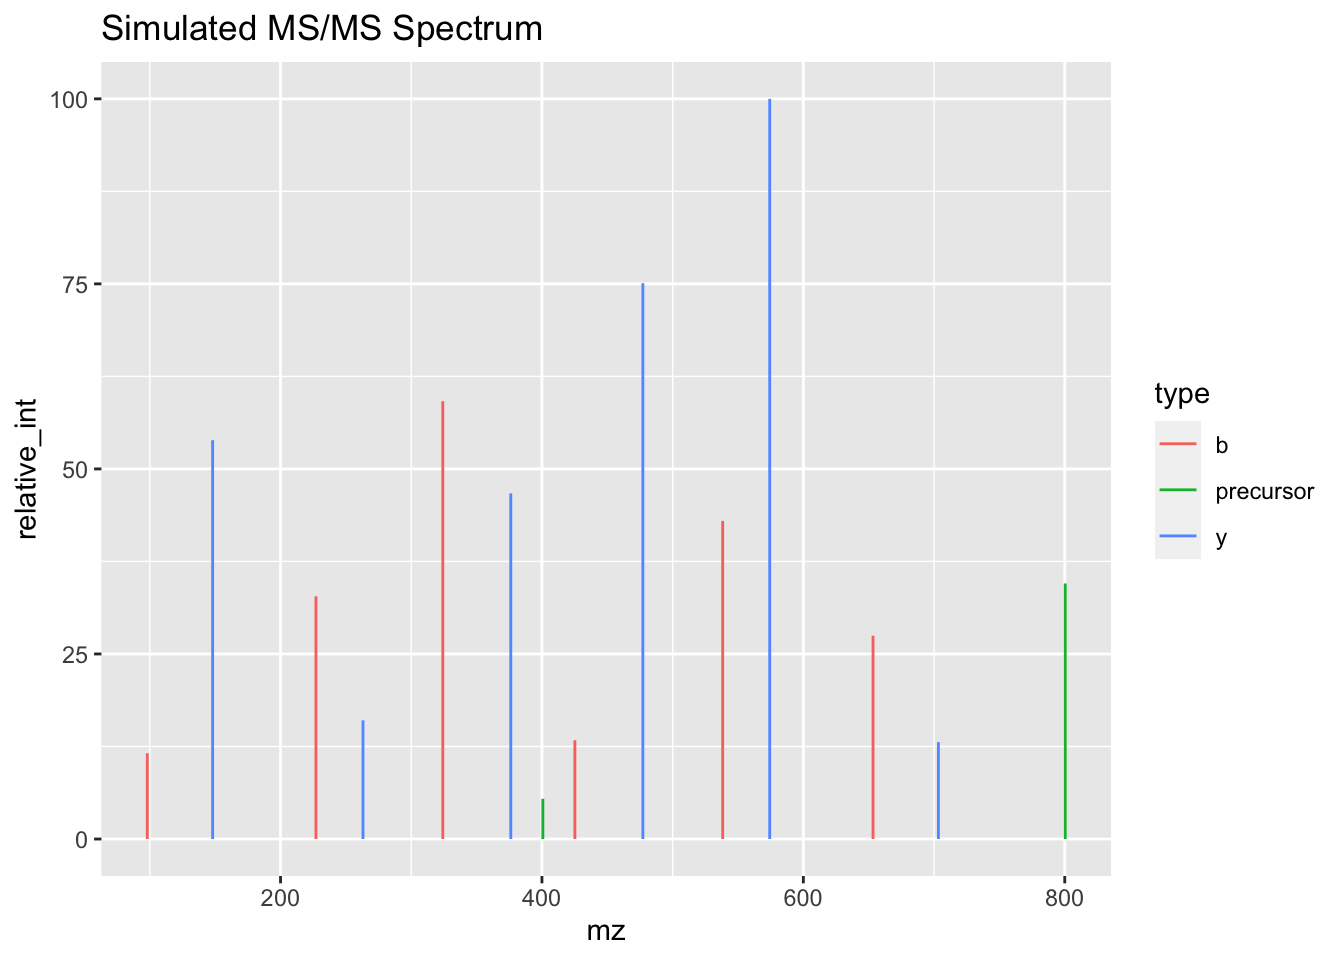 Simulated MS/MS Spectrum
100
75
50
25
0
relative_int
200
400
600
800
mz
type
b
precursor
y